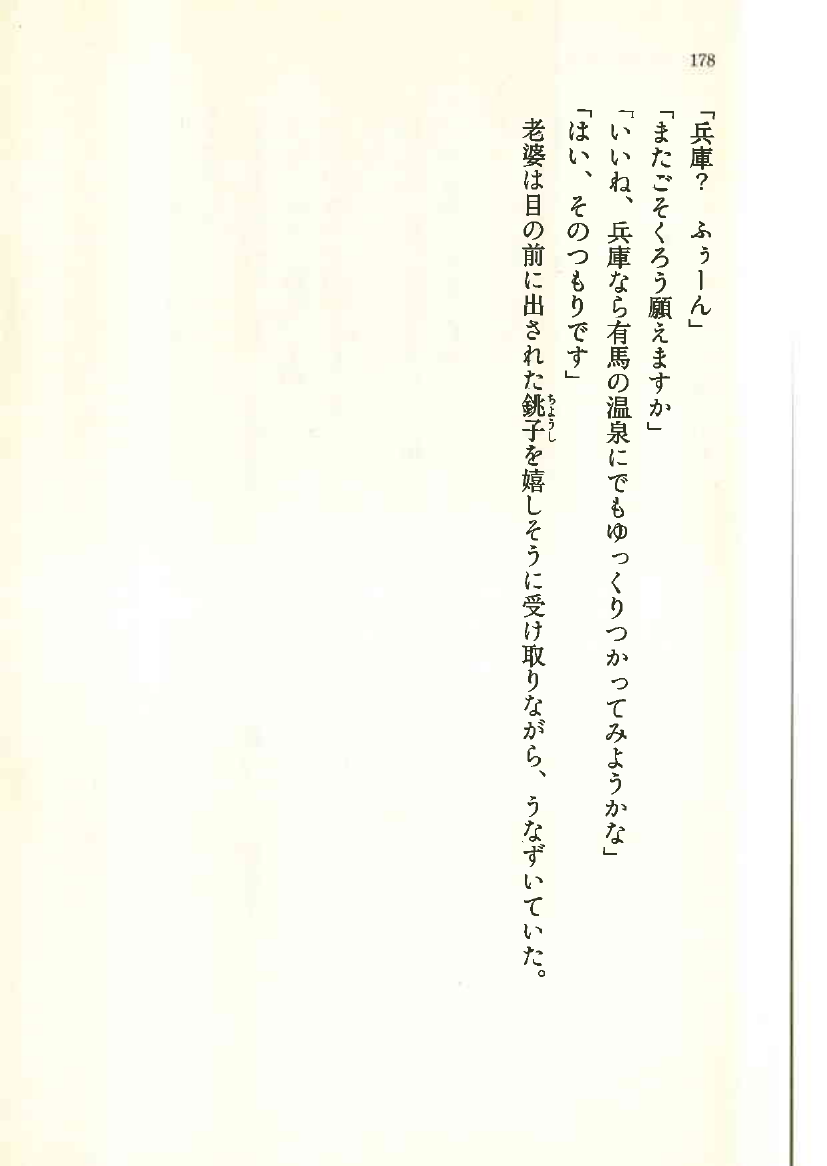 178
「兵庫？　ふぅーん」
「またごそくろう願えますか」
「いいね、兵庫なら有馬の温泉にでもゆっくりつかってみようかな」
「はい、そのつもりです」
老婆は目の前に出された銚子を嬉しそうに受け取りながら、うなずいていた。
ちょうし